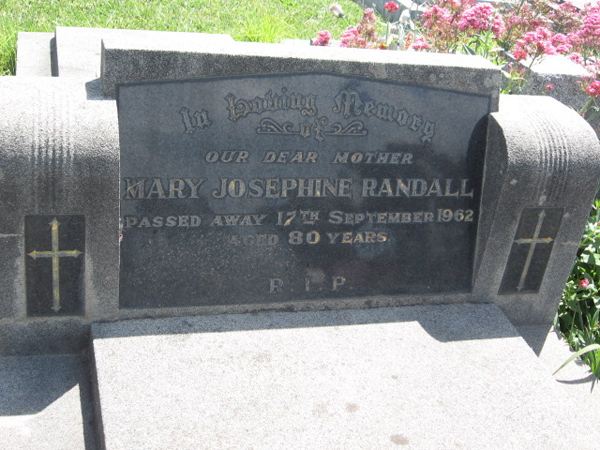 In Loving Memory
of
OUR DEAR MOTHER
MARY JOSEPHINE RANDALL
PASSED AWAY 17TH SEPTEMBER 1962
AGED 80 YEARS
R.I.P.